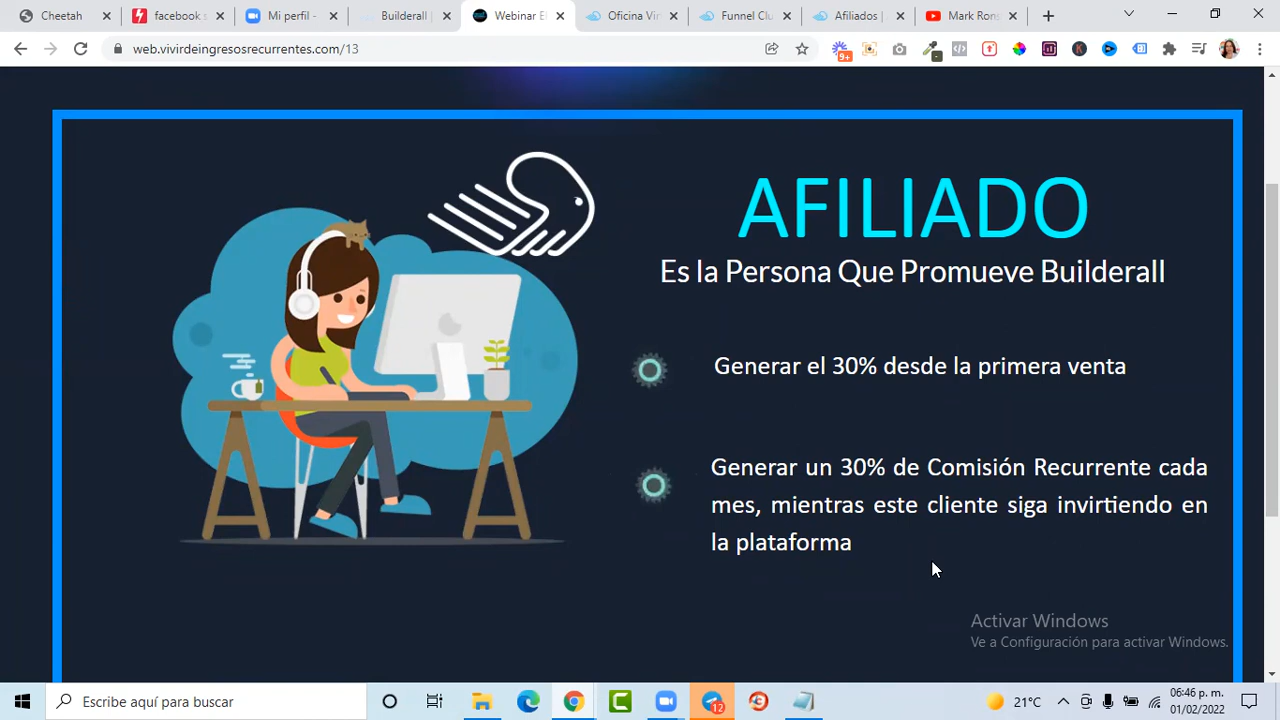 Cheetah
facebook.s
Mi perfil -
Builderall |
Webinar E
Oficina Vir
Funnel Clu
Afiliados |
Mark Rons
web.vivirdeingresosrecurrentes.com/13
9+
AFILIADO
Es la Persona Que Promueve Builderall
Generar el 30% desde la primera venta
Generar un 30% de Comisión Recurrente cada
mes, mientras este cliente siga invirtiendo en
la plataforma
Activar Windows
Ve a Configuración para activar Windows.
Escribe aquí para buscar
12
21°C
06:46 p. m.
01/02/2022